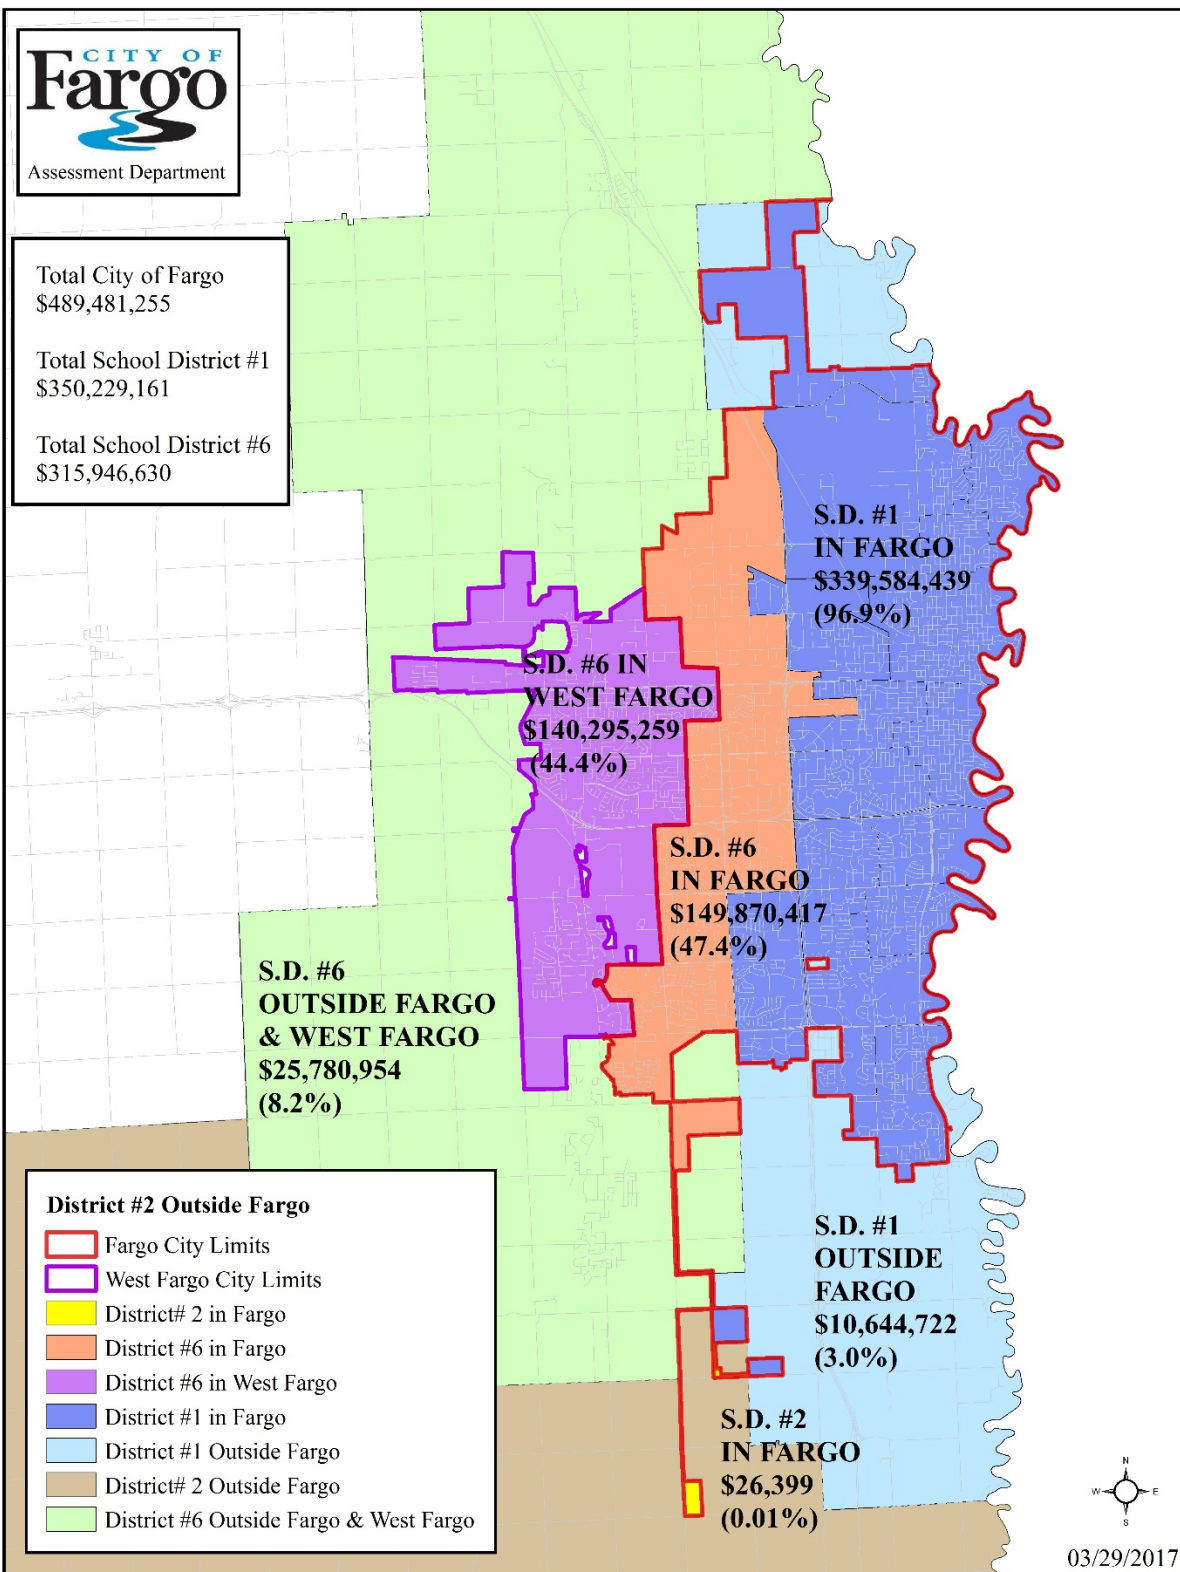 CITY OF
Fargo
Assessment Department
Total City of Fargo
$489,481,255
Total School District #1
$350,229,161
Total School District #6
$315,946,630
S.D. #1
IN FARGO
$339,584,439
(96.9%)
S.D. #6 IN
WEST FARGO
$140,295,259
(44.4%)
S.D. #6
IN FARGO
$149,870,417
(47.4%)
S.D. #6
OUTSIDE FARGO
& WEST FARGO
$25,780,954
(8.2%)
S.D. #1
OUTSIDE
FARGO
$10,644,722
(3.0%)
S.D. #2
IN FARGO
$26,399
(0.01%)
District #2 Outside Fargo
Fargo City Limits
West Fargo City Limits
District# 2 in Fargo
District #6 in Fargo
District #6 in West Fargo
District #1 in Fargo
District #1 Outside Fargo
District# 2 Outside Fargo
District #6 Outside Fargo & West Fargo
N
W E
S
03/29/2017